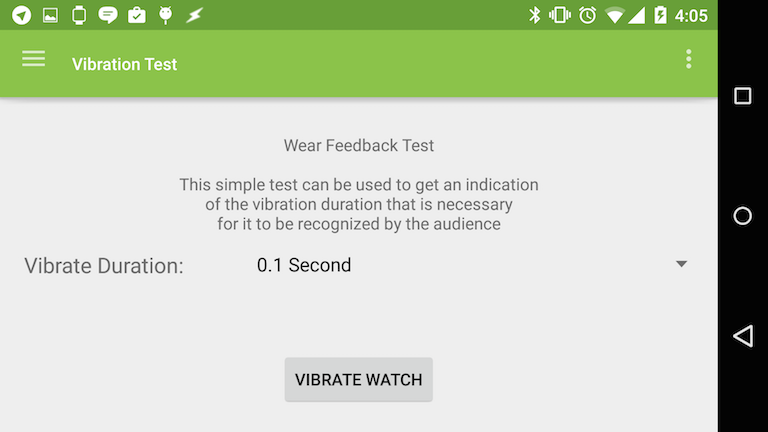 4:05
Vibration Test
Wear Feedback Test
This simple test can be used to get an indication
of the vibration duration that is necessary
for it to be recognized by the audience
Vibrate Duration: 0.1 Second
VIBRATE WATCH